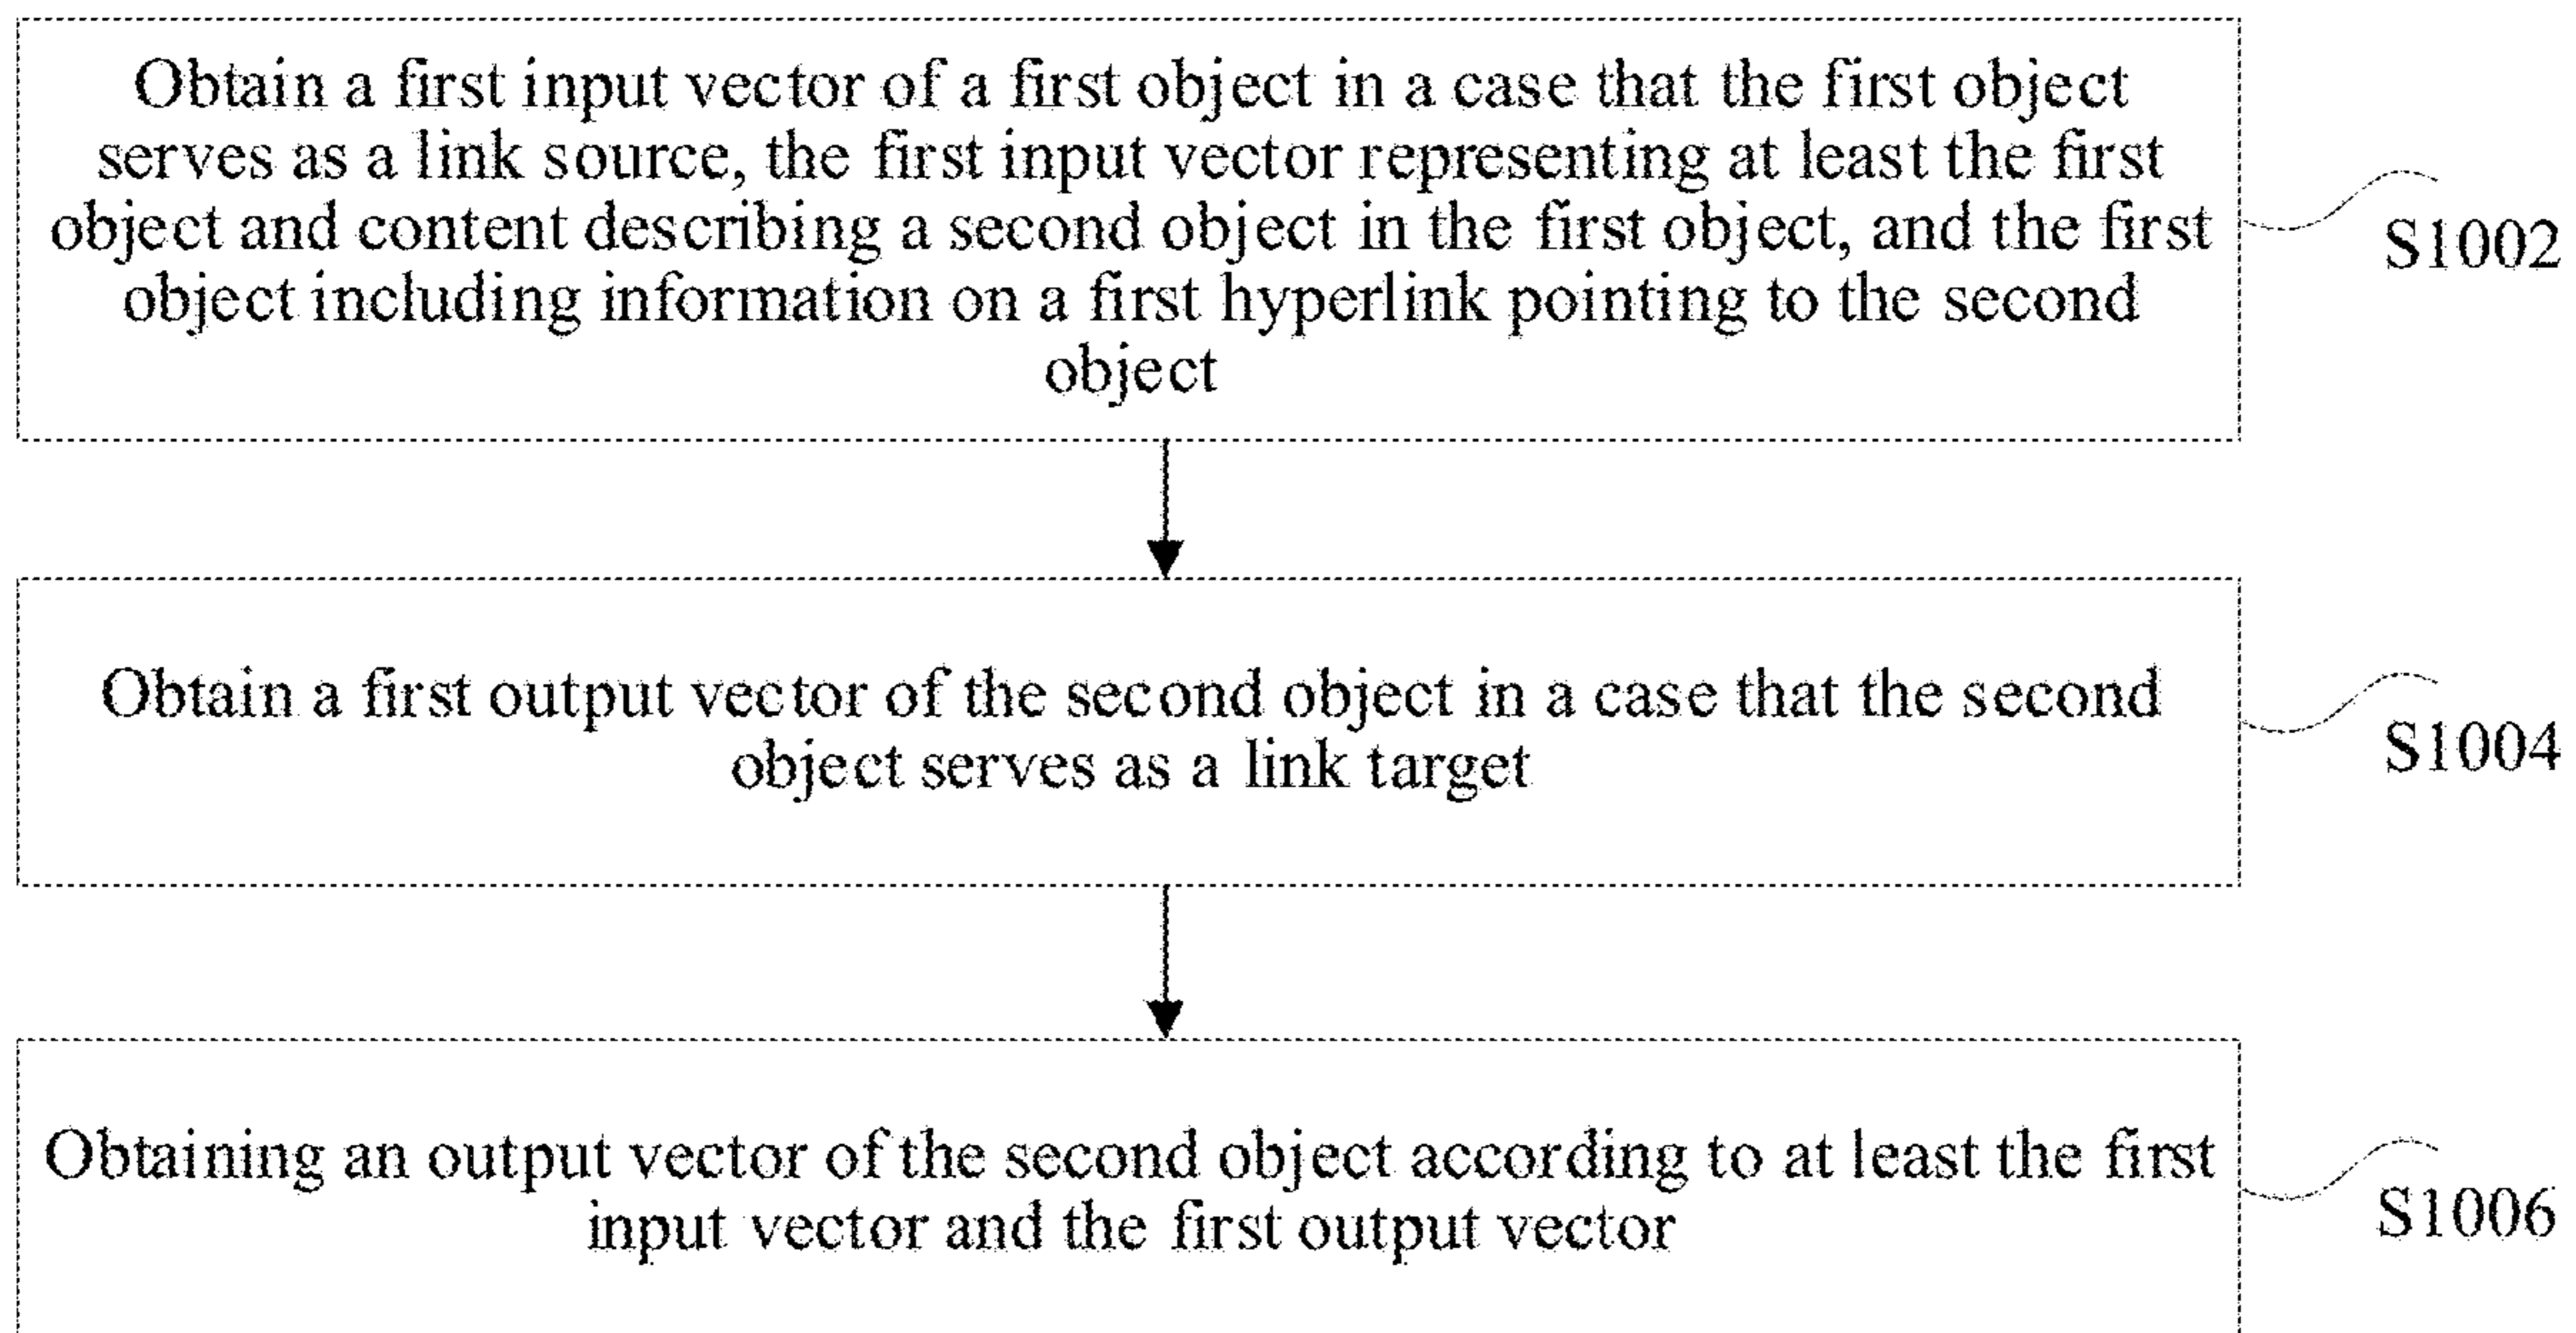 Obtain a first input vector of a first object in a case that the first object
serves as a link source, the first input vector representing at least the first
object and content describing a second object in the first object, and the first
object including information on a first hyperlink pointing to the second
object
S1002
Obtain a first output vector of the second object in a case that the second
object serves as a link target
S1004
Obtaining an output vector of the second object according to at least the first
input vector and the first output vector
S1006